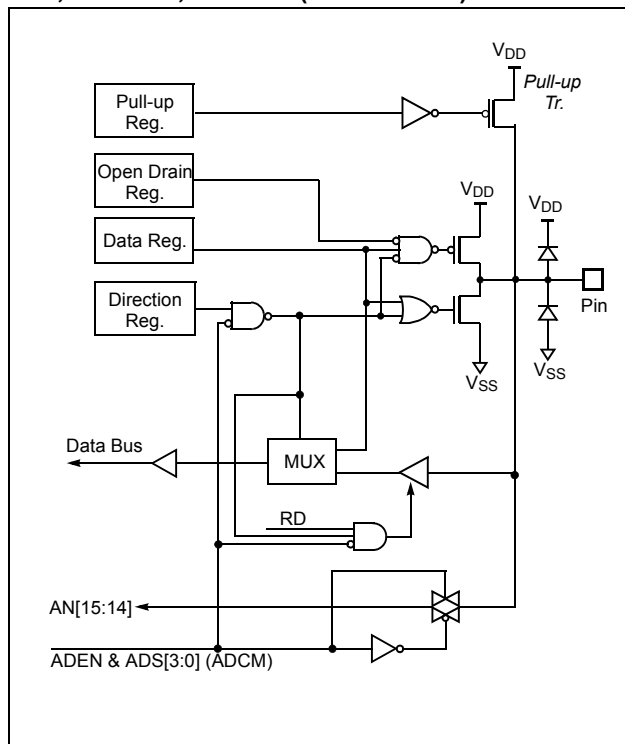 VDD
Pull-up
Tr.
Pull-up
Reg.
Open Drain
Reg.
VDD
VDD
Data Reg.
Direction
Reg.
Pin
VSS
VSS
Data Bus
MUX
RD
AN[15:14]
ADEN & ADS[3:0] (ADCM)